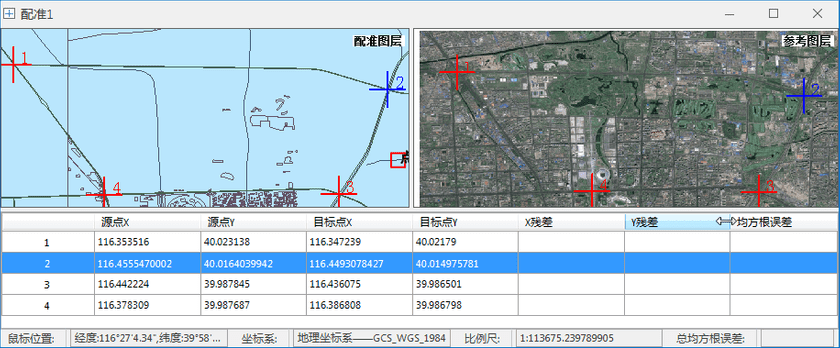 配准1
配准图层
参考图层
1
2
3
4
点
1
2
3
4
源点X 源点Y 目标点X 目标点Y X残差 Y残差 均方根误差
1 116.353516 40.023138 116.347239 40.02179
2 116.4555470002 40.0164039942 116.4493078427 40.014975781
3 116.442224 39.987845 116.436075 39.986501
4 116.378309 39.987687 116.386808 39.986798
鼠标位置: 经度:116°27'4.34",纬度:39°58'... 坐标系: 地理坐标系——GCS_WGS_1984 比例尺: 1:113675.239789905 总均方根误差: